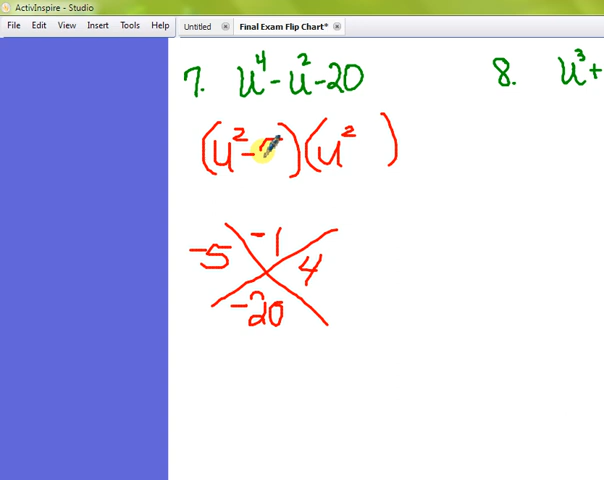 ActivInspire - Studio
File Edit View Insert Tools Help
Untitled Final Exam Flip Chart*
7. u⁴ - u² - 20
8. u³ +
(u² - )(u² )
-1
-5 4
-20